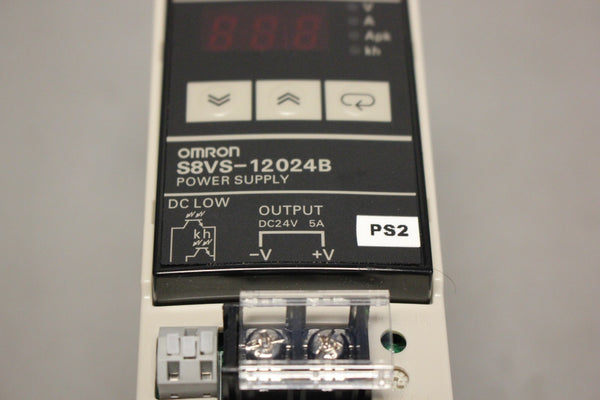 V
A
Apk
kh
OMRON
S8VS-12024B
POWER SUPPLY
DC LOW
kh
OUTPUT
DC24V 5A
PS2
-V +V